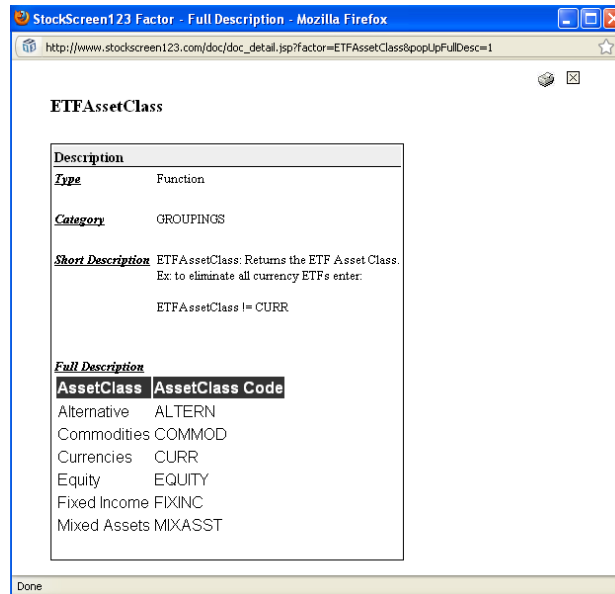 StockScreen123 Factor - Full Description - Mozilla Firefox
http://www.stockscreen123.com/doc/doc_detail.jsp?factor=ETFAssetClass&popUpFullDesc=1
ETFAssetClass
Description
Type Function
Category GROUPINGS
Short Description ETFAssetClass: Returns the ETF Asset Class.
Ex: to eliminate all currency ETFs enter:
ETFAssetClass != CURR
Full Description
AssetClass AssetClass Code
Alternative ALTERN
Commodities COMMOD
Currencies CURR
Equity EQUITY
Fixed Income FIXINC
Mixed Assets MIXASST
Done